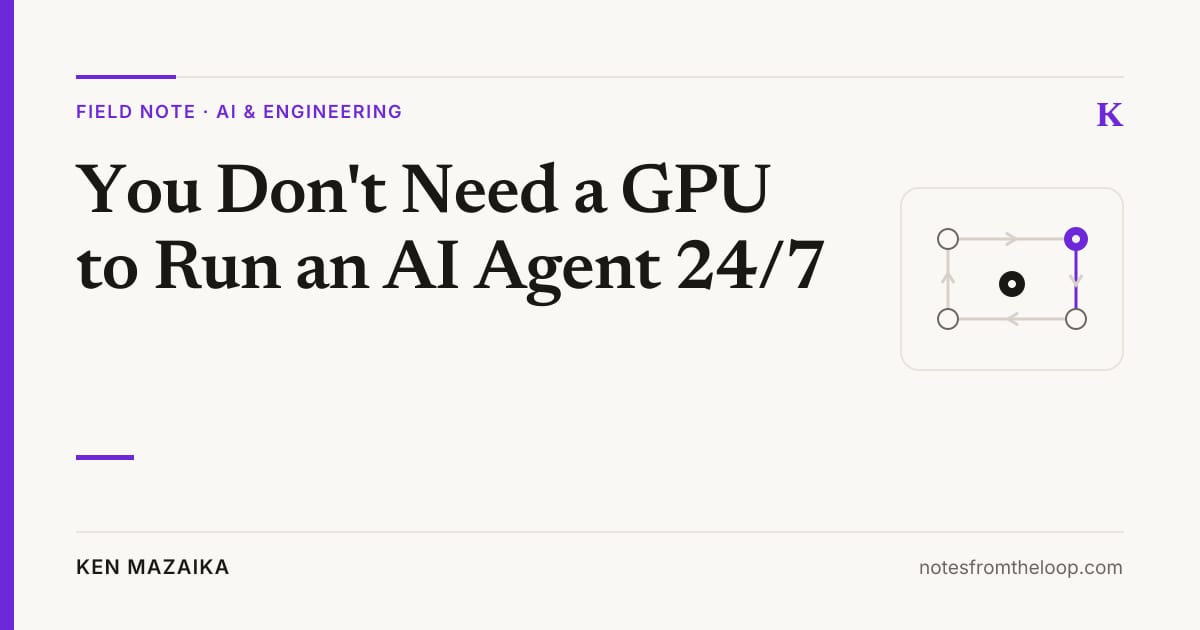 FIELD NOTE · AI & ENGINEERING
K
You Don't Need a GPU
to Run an AI Agent 24/7
KEN MAZAIKA
notesfromtheloop.com